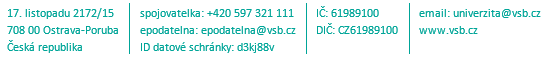 17. listopadu 2172/15
708 00 Ostrava-Poruba
Česká republika
spojovatelka: +420 597 321 111
epodatelna: epodatelna@vsb.cz
ID datové schránky: d3kj88v
IČ: 61989100
DIČ: CZ61989100
email: univerzita@vsb.cz
www.vsb.cz